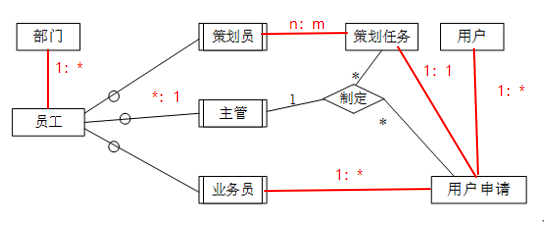 n: m
部门
策划员
策划任务
用户
1: *
*
1: 1
*: 1
1: *
1
制定
员工
主管
*
1: *
业务员
用户申请